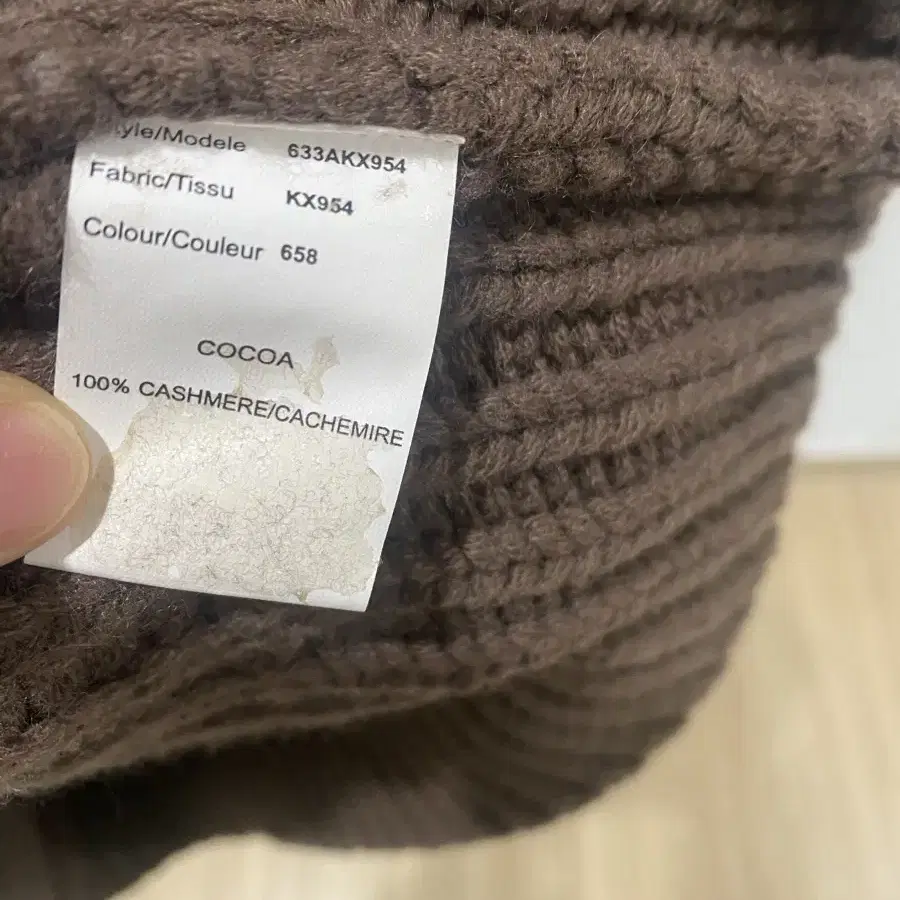 yle/Modele 633AKX954
Fabric/Tissu KX954
Colour/Couleur 658
COCOA
100% CASHMERE/CACHEMIRE